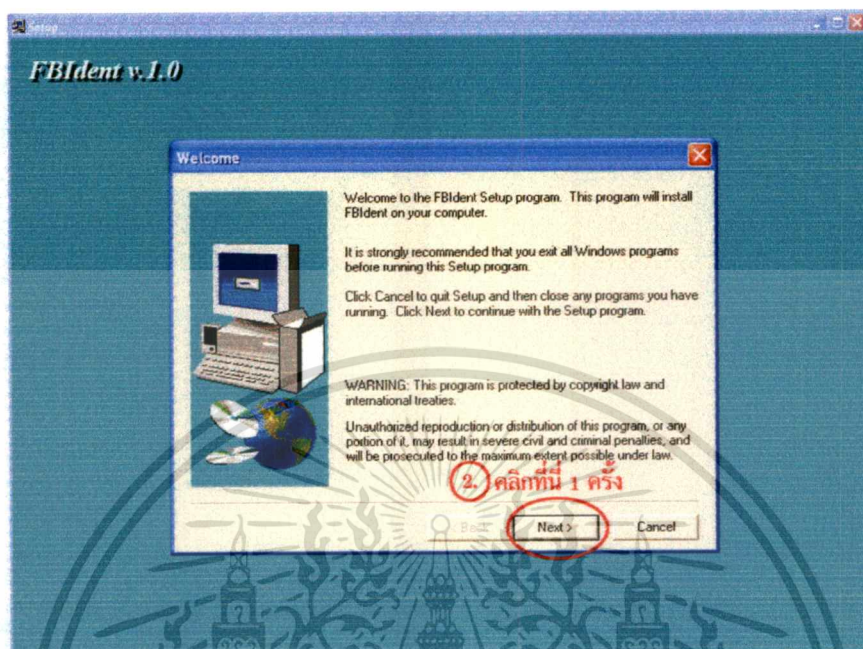 Setup
FBIdent v.1.0
Welcome
Welcome to the FBIdent Setup program. This program will install
FBIdent on your computer.
It is strongly recommended that you exit all Windows programs
before running this Setup program.
Click Cancel to quit Setup and then close any programs you have
running. Click Next to continue with the Setup program.
WARNING: This program is protected by copyright law and
international treaties.
Unauthorized reproduction or distribution of this program, or any
portion of it, may result in severe civil and criminal penalties, and
will be prosecuted to the maximum extent possible under law.
2. คลิกที่นี่ 1 ครั้ง
< Back Next > Cancel